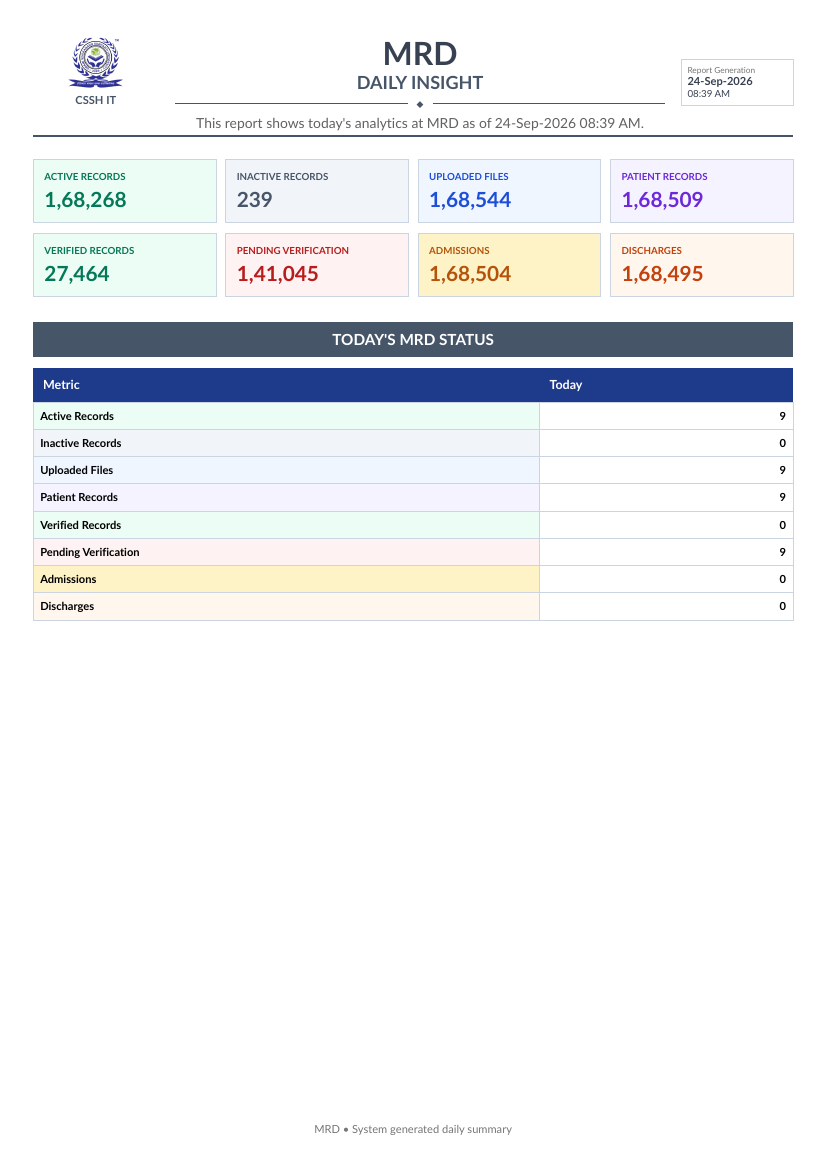 MRD
DAILY INSIGHT
CSSH IT
Report Generation
24-Sep-2026
08:39 AM
This report shows today's analytics at MRD as of 24-Sep-2026 08:39 AM.
ACTIVE RECORDS
1,68,268
INACTIVE RECORDS
239
UPLOADED FILES
1,68,544
PATIENT RECORDS
1,68,509
VERIFIED RECORDS
27,464
PENDING VERIFICATION
1,41,045
ADMISSIONS
1,68,504
DISCHARGES
1,68,495
TODAY'S MRD STATUS
Metric Today
Active Records 9
Inactive Records 0
Uploaded Files 9
Patient Records 9
Verified Records 0
Pending Verification 9
Admissions 0
Discharges 0
MRD • System generated daily summary